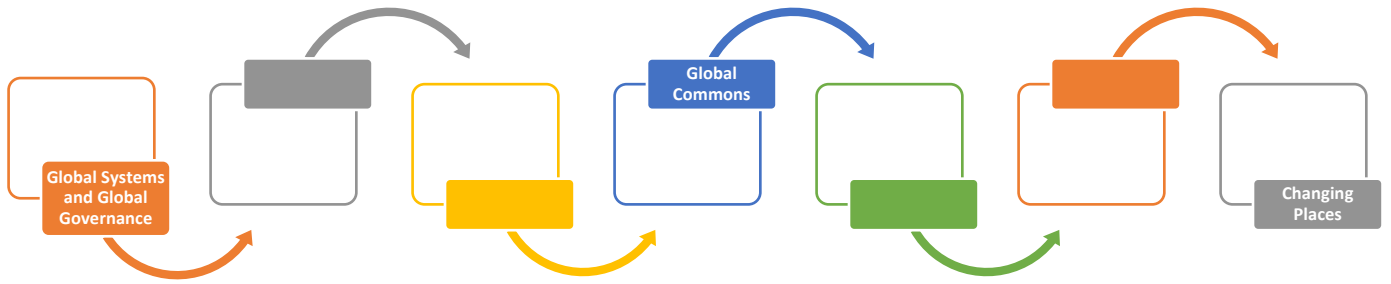 Global Systems
and Global
Governance
Global
Commons
Changing
Places